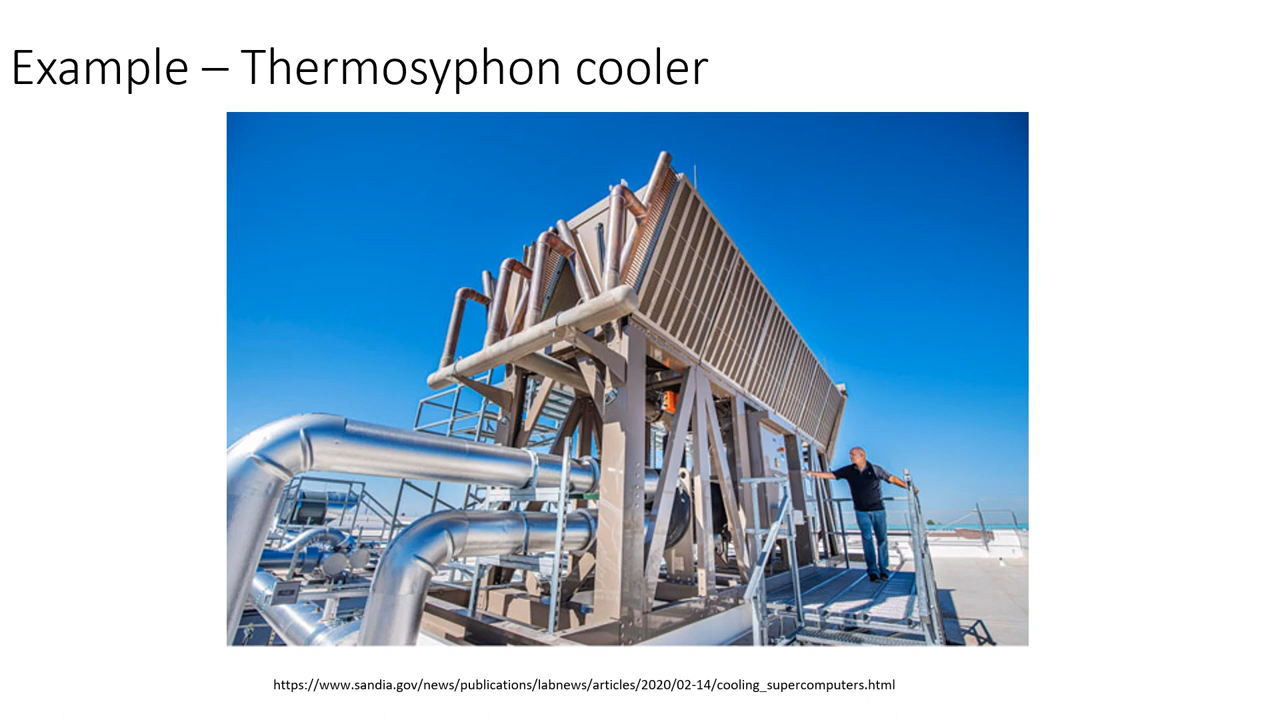 Example – Thermosyphon cooler
https://www.sandia.gov/news/publications/labnews/articles/2020/02-14/cooling_supercomputers.html